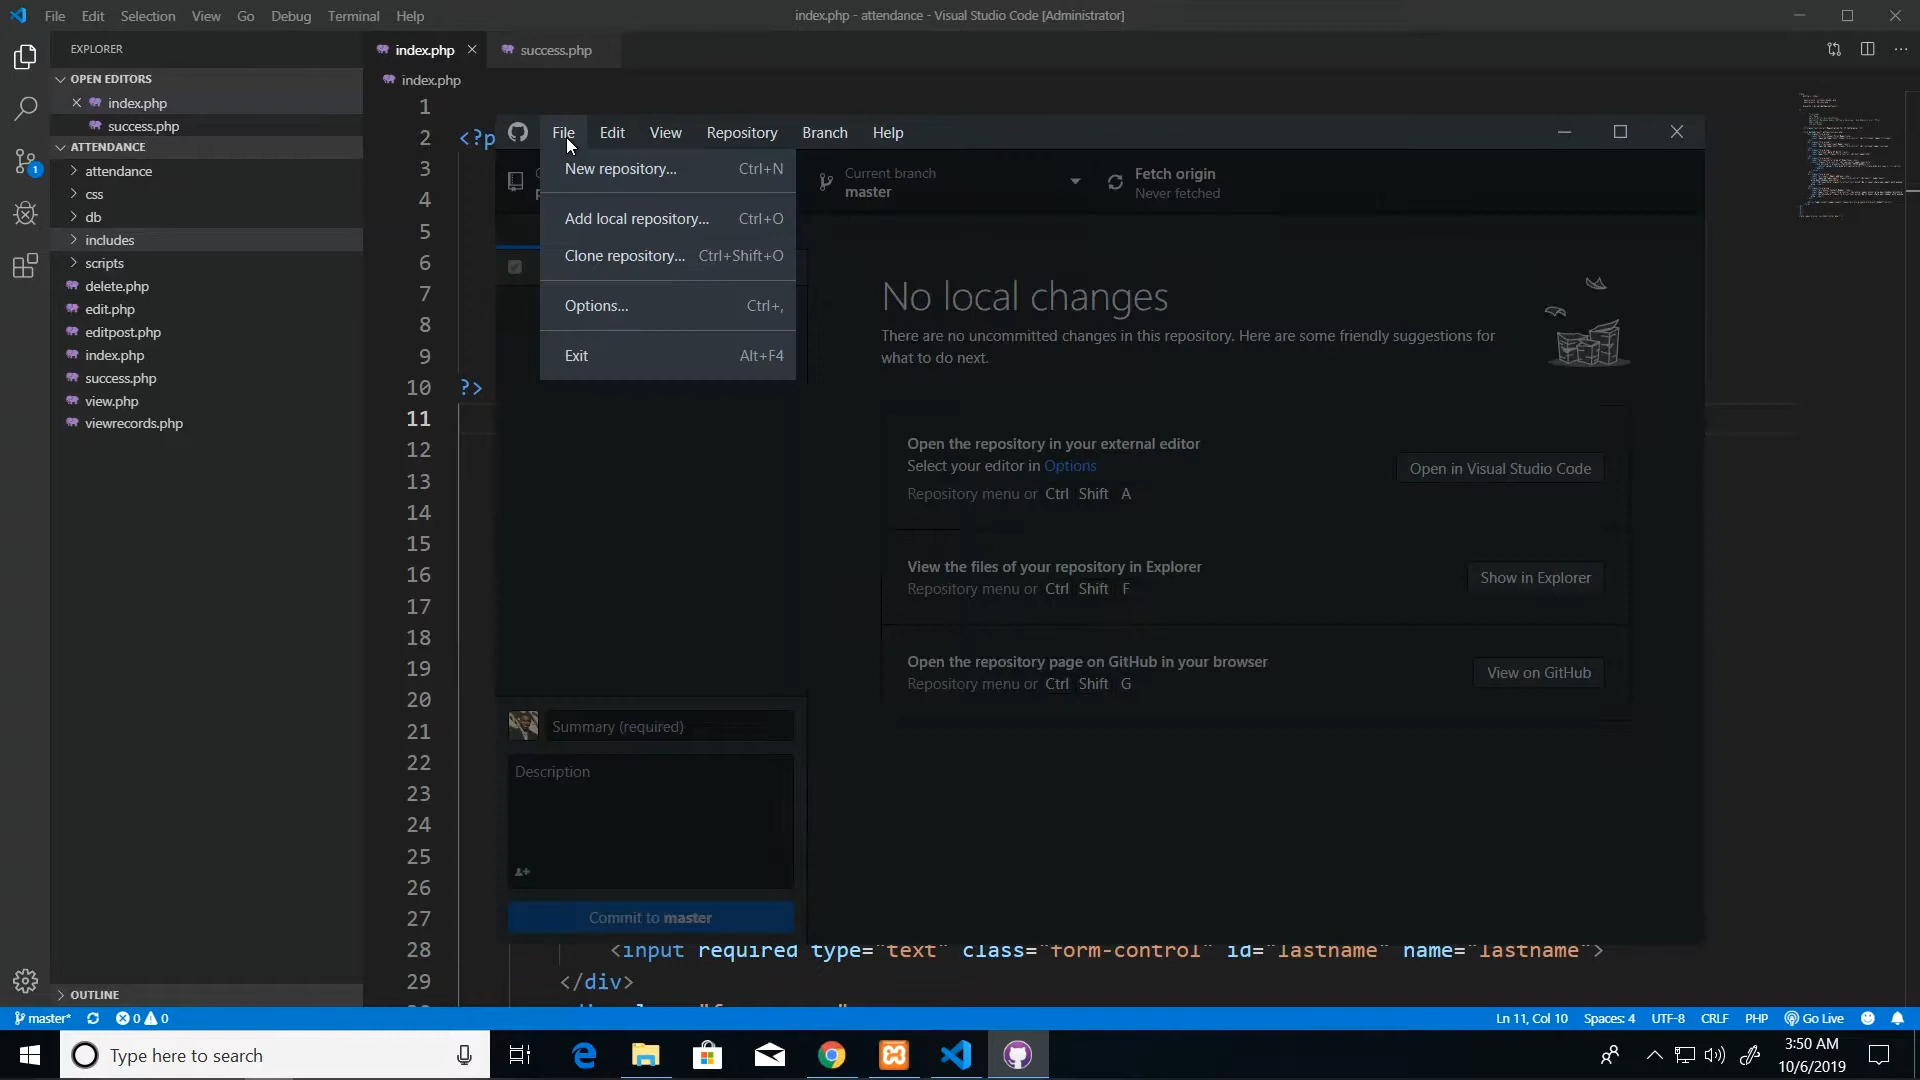 File Edit Selection View Go Debug Terminal Help
index.php - attendance - Visual Studio Code [Administrator]
EXPLORER
OPEN EDITORS
index.php
success.php
ATTENDANCE
attendance
css
db
includes
scripts
delete.php
edit.php
editpost.php
index.php
success.php
view.php
viewrecords.php
OUTLINE
index.php
success.php
index.php
1
2 <?p
3
4
5
6
7
8
9
10 ?>
11
12
13
14
15
16
17
18
19
20
21
22
23
24
25
26
27
28 <input required type="text" class="form-control" id="lastname" name="lastname">
29 </div>
File Edit View Repository Branch Help
New repository... Ctrl+N
Add local repository... Ctrl+O
Clone repository... Ctrl+Shift+O
Options... Ctrl+,
Exit Alt+F4
Current branch
master
Fetch origin
Never fetched
No local changes
There are no uncommitted changes in this repository. Here are some friendly suggestions for
what to do next.
Open the repository in your external editor
Select your editor in Options
Repository menu or Ctrl Shift A
Open in Visual Studio Code
View the files of your repository in Explorer
Repository menu or Ctrl Shift F
Show in Explorer
Open the repository page on GitHub in your browser
Repository menu or Ctrl Shift G
View on GitHub
Summary (required)
Description
Commit to master
1
master*
0 0
Ln 11, Col 10 Spaces: 4 UTF-8 CRLF PHP Go Live
Type here to search
3:50 AM
10/6/2019